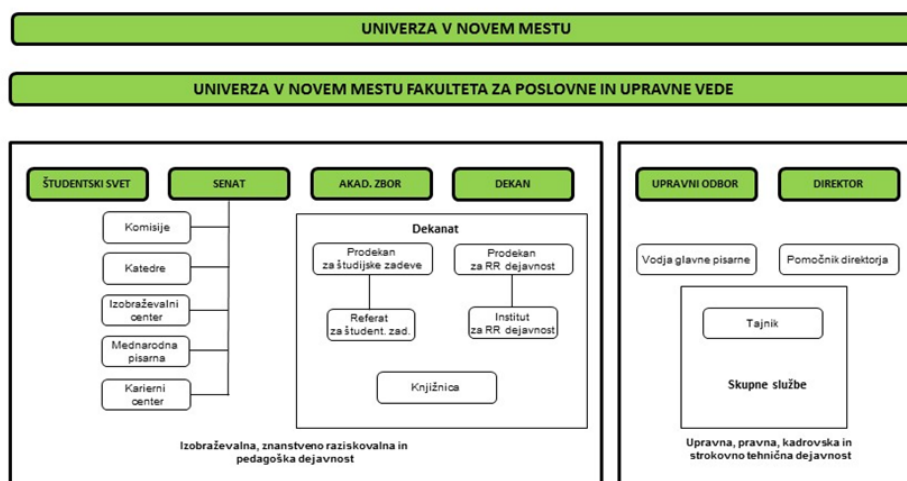 UNIVERZA V NOVEM MESTU
UNIVERZA V NOVEM MESTU FAKULTETA ZA POSLOVNE IN UPRAVNE VEDE
ŠTUDENTSKI SVET
SENAT
AKAD. ZBOR
DEKAN
Komisije
Katedre
Izobraževalni
center
Mednarodna
pisarna
Karierni
center
Dekanat
Prodekan
za študijske zadeve
Prodekan
za RR dejavnost
Referat
za študent. zad.
Institut
za RR dejavnost
Knjižnica
Izobraževalna, znanstveno raziskovalna in
pedagoška dejavnost
UPRAVNI ODBOR
DIREKTOR
Vodja glavne pisarne
Pomočnik direktorja
Tajnik
Skupne službe
Upravna, pravna, kadrovska in
strokovno tehnična dejavnost